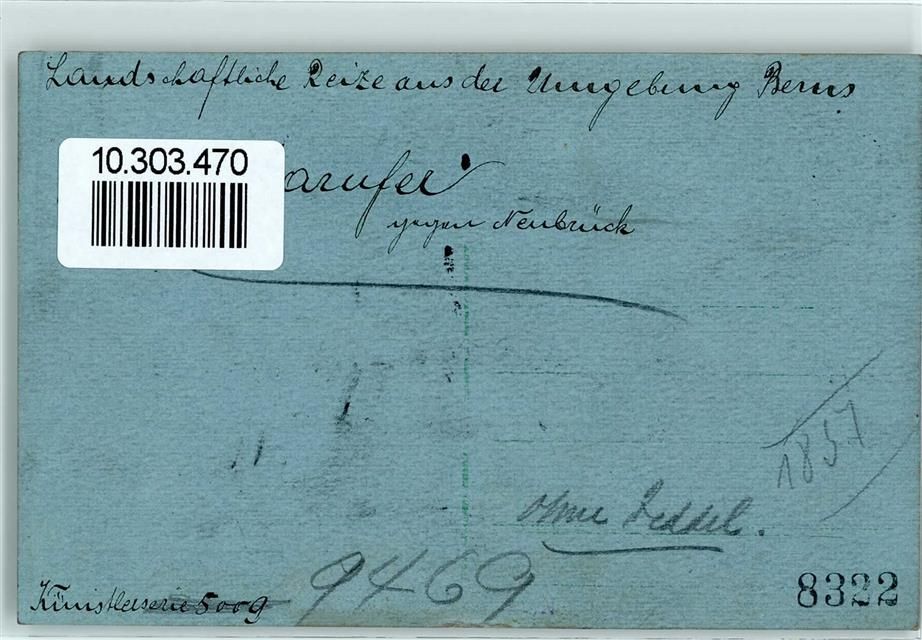 Landschaftliche Reize aus der Umgebung Berns
10.303.470
arufer
gegen Neubrück
1857
ohne Zeddel.
9469
Künstlerserie 5009
8322